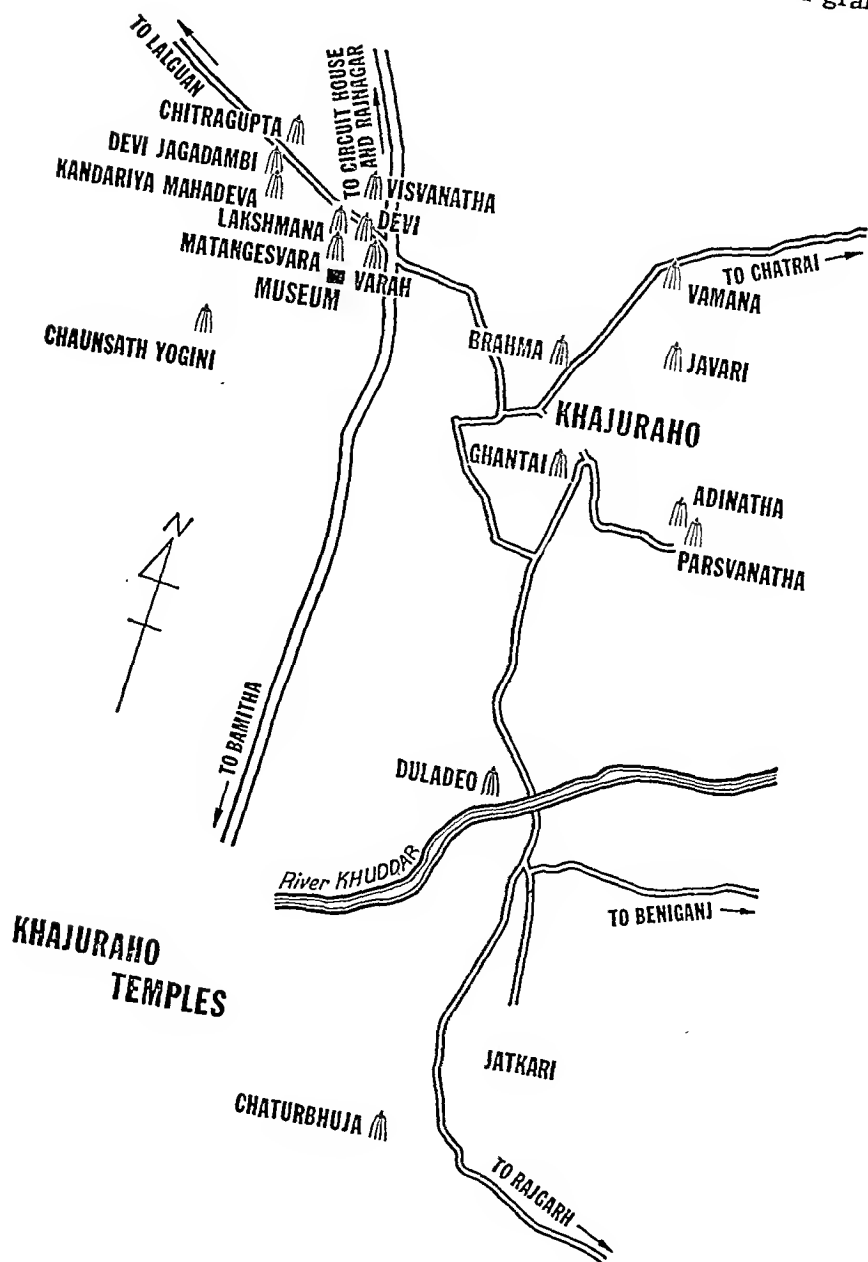 TO LALGUAN
TO CIRCUIT HOUSE
AND RAJNAGAR
CHITRAGUPTA
DEVI JAGADAMBI
KANDARIYA MAHADEVA
VISVANATHA
LAKSHMANA
DEVI
MATANGESVARA
VARAH
MUSEUM
CHAUNSATH YOGINI
TO CHATRAI
VAMANA
BRAHMA
JAVARI
KHAJURAHO
GHANTAI
ADINATHA
PARSVANATHA
N
TO BAMITHA
DULADEO
River KHUDDAR
TO BENIGANJ
KHAJURAHO
TEMPLES
JATKARI
CHATURBHUJA
TO RAJGARH